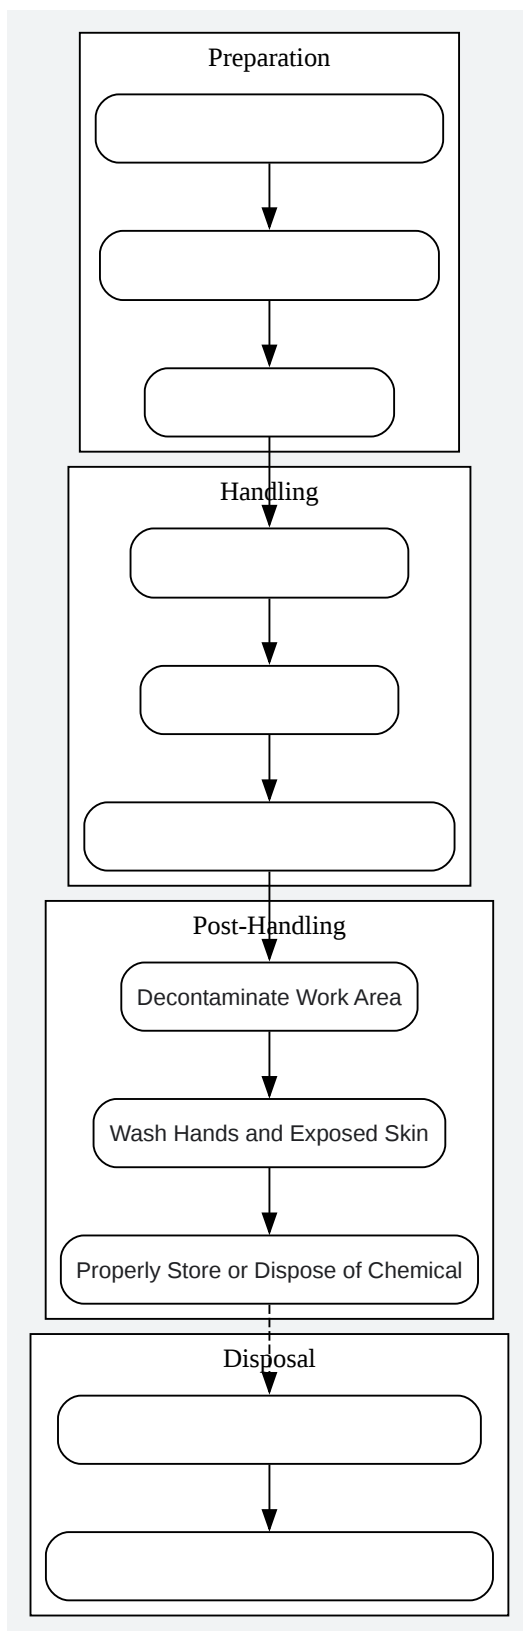 Preparation
Handling
Post-Handling
Decontaminate Work Area
Wash Hands and Exposed Skin
Properly Store or Dispose of Chemical
Disposal